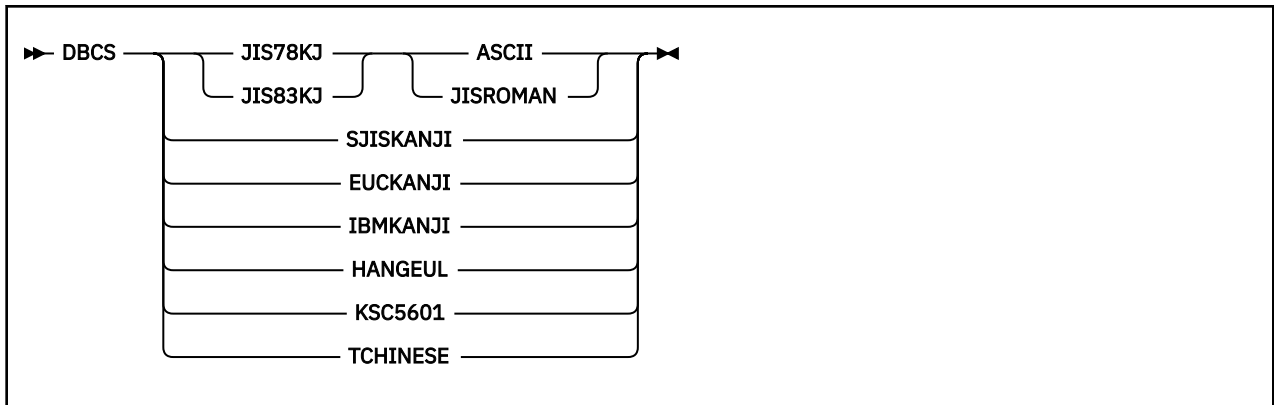 DBCS JIS78KJ ASCII
JIS83KJ JISROMAN
SJISKANJI
EUCKANJI
IBMKANJI
HANGEUL
KSC5601
TCHINESE